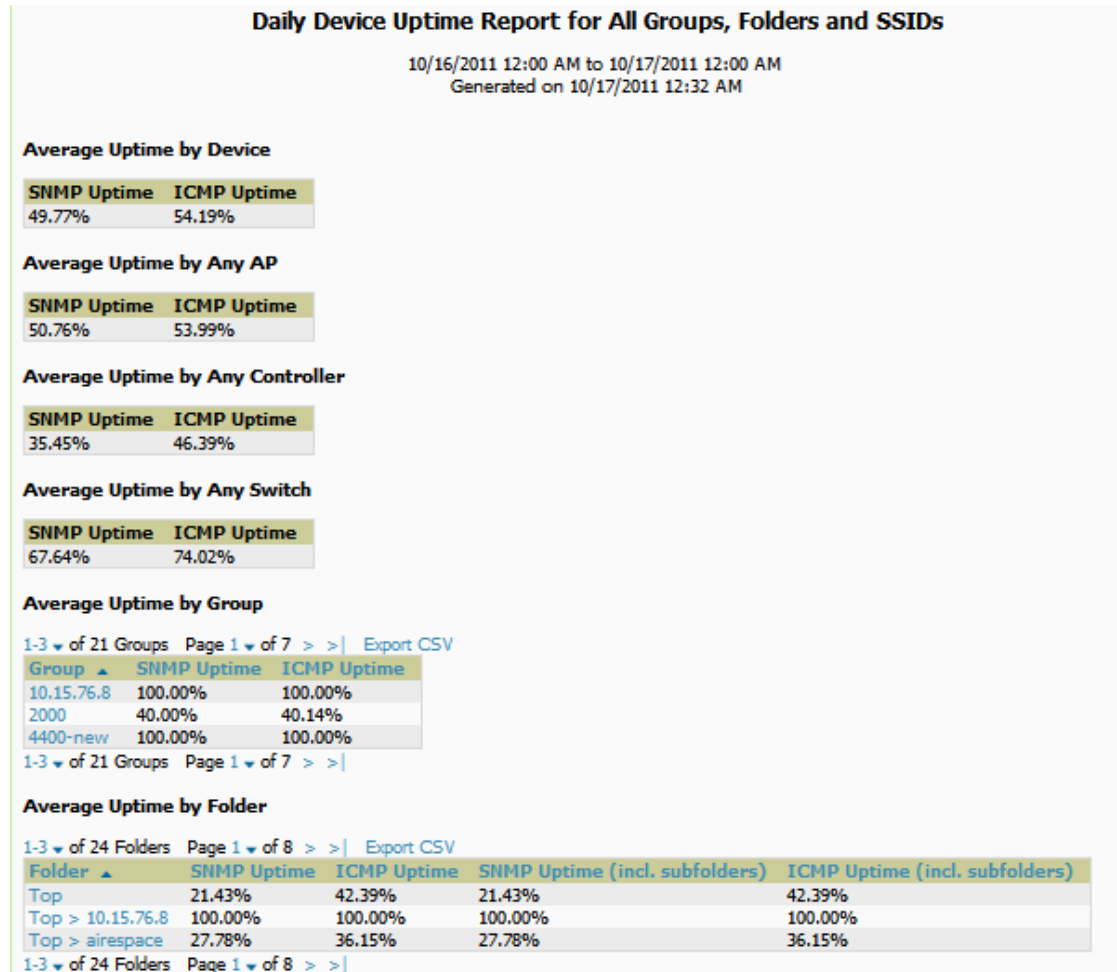 Daily Device Uptime Report for All Groups, Folders and SSIDs
10/16/2011 12:00 AM to 10/17/2011 12:00 AM
Generated on 10/17/2011 12:32 AM
Average Uptime by Device
SNMP Uptime ICMP Uptime
49.77% 54.19%
Average Uptime by Any AP
SNMP Uptime ICMP Uptime
50.76% 53.99%
Average Uptime by Any Controller
SNMP Uptime ICMP Uptime
35.45% 46.39%
Average Uptime by Any Switch
SNMP Uptime ICMP Uptime
67.64% 74.02%
Average Uptime by Group
1-3 of 21 Groups Page 1 of 7 > >| Export CSV
Group SNMP Uptime ICMP Uptime
10.15.76.8 100.00% 100.00%
2000 40.00% 40.14%
4400-new 100.00% 100.00%
1-3 of 21 Groups Page 1 of 7 > >|
Average Uptime by Folder
1-3 of 24 Folders Page 1 of 8 > >| Export CSV
Folder SNMP Uptime ICMP Uptime SNMP Uptime (incl. subfolders) ICMP Uptime (incl. subfolders)
Top 21.43% 42.39% 21.43% 42.39%
Top > 10.15.76.8 100.00% 100.00% 100.00% 100.00%
Top > airespace 27.78% 36.15% 27.78% 36.15%
1-3 of 24 Folders Page 1 of 8 > >|